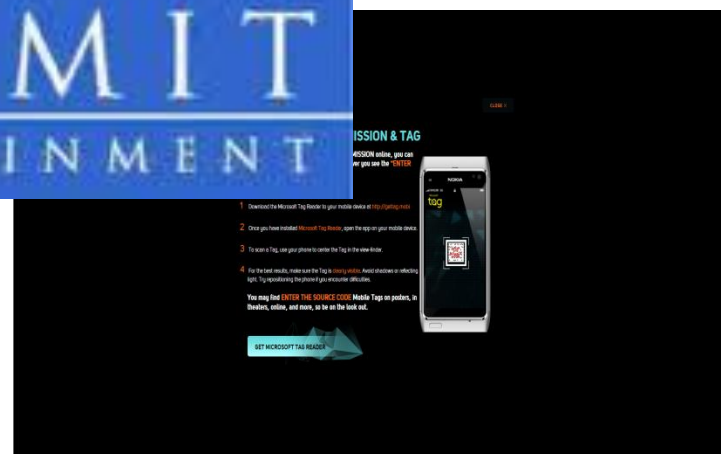 MIT
INMENT
CLOSE X
ISSION & TAG
MISSION online, you can
ver you see the "ENTER
1 Download the Microsoft Tag Reader to your mobile device at http://gettag.mobi
2 Once you have installed Microsoft Tag Reader, open the app on your mobile device.
3 To scan a Tag, use your phone to center the Tag in the view-finder.
4 For the best results, make sure the Tag is clearly visible. Avoid shadows or reflecting
light. Try repositioning the phone if you encounter difficulties.
You may find ENTER THE SOURCE CODE Mobile Tags on posters, in
theaters, online, and more, so be on the look out.
GET MICROSOFT TAG READER
NOKIA
tag